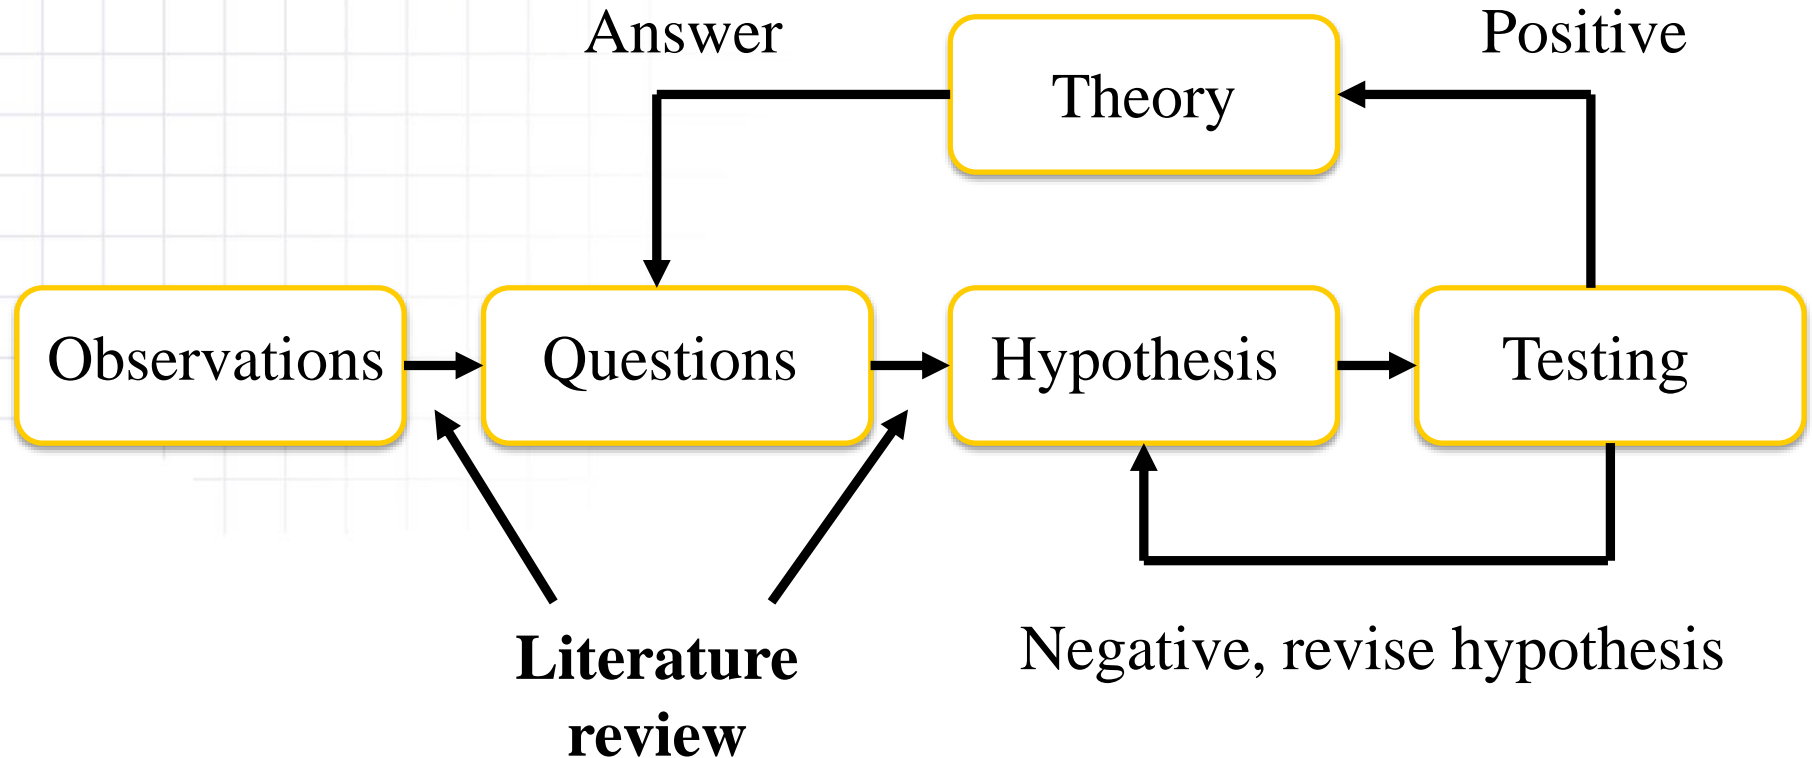 Answer
Theory
Positive
Observations
Questions
Hypothesis
Testing
Literature
review
Negative, revise hypothesis